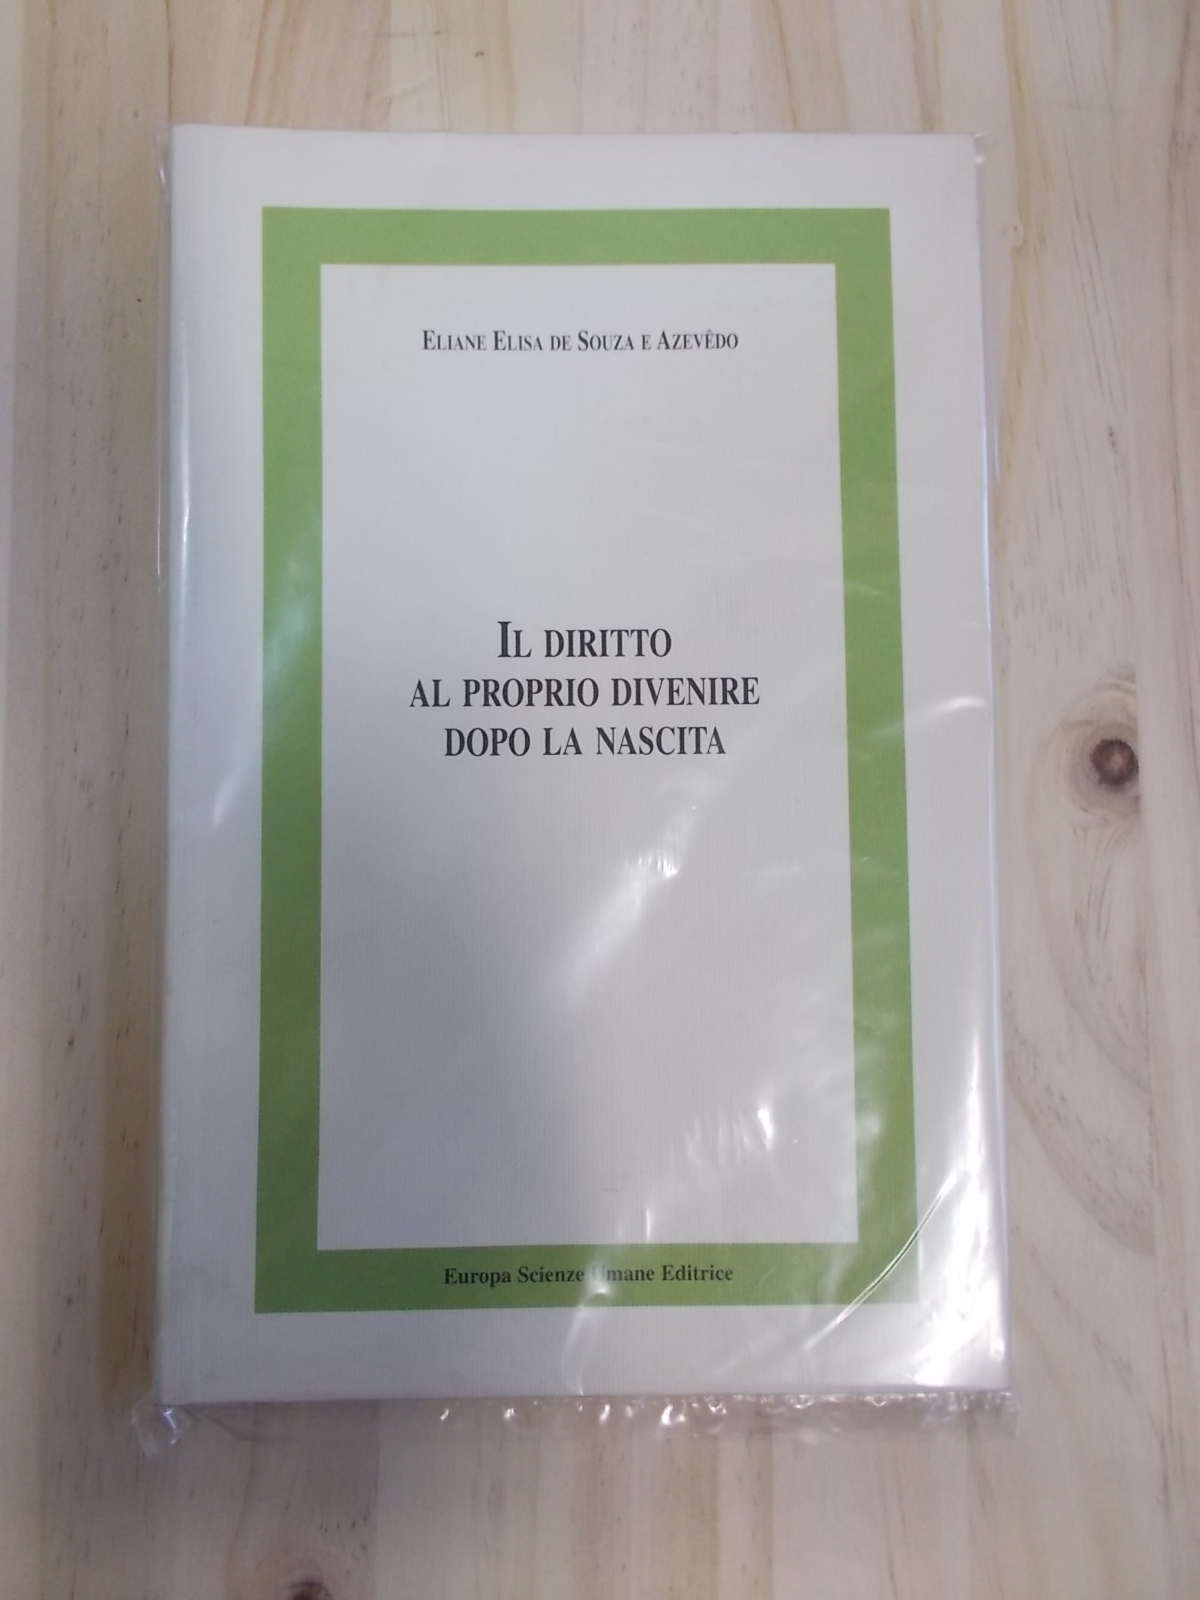 Eliane Elisa de Souza e Azevêdo
Il diritto
al proprio divenire
dopo la nascita
Europa Scienze Umane Editrice